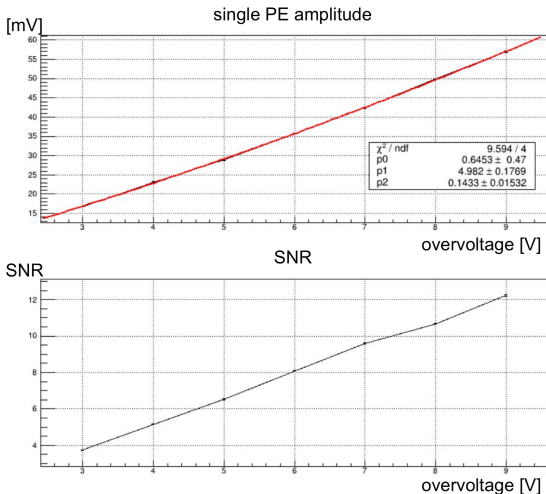 single PE amplitude
[mV]
60
55
50
45
40
35
30
25
20
15
χ² / ndf 9.594 / 4
p0 0.6453 ± 0.47
p1 4.982 ± 0.1769
p2 0.1433 ± 0.01532
3 4 5 6 7 8 9
overvoltage [V]
SNR
SNR
12
10
8
6
4
3 4 5 6 7 8 9
overvoltage [V]